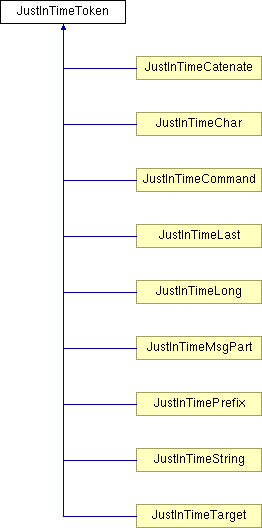 JustInTimeToken
JustInTimeCatenate
JustInTimeChar
JustInTimeCommand
JustInTimeLast
JustInTimeLong
JustInTimeMsgPart
JustInTimePrefix
JustInTimeString
JustInTimeTarget